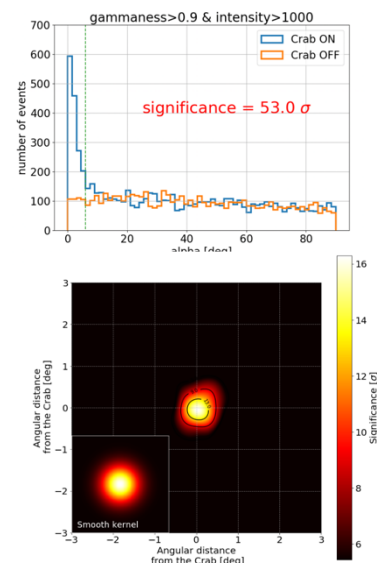 gammaness>0.9 & intensity>1000
700
600
500
400
300
200
100
0
number of events
Crab ON
Crab OFF
significance = 53.0 σ
0
20
40
60
80
alpha [deg]
3
2
1
0
−1
−2
−3
Angular distance
from the Crab [deg]
Smooth kernel
−3
−2
−1
0
1
2
3
Angular distance
from the Crab [deg]
16
14
12
10
8
6
Significance [σ]